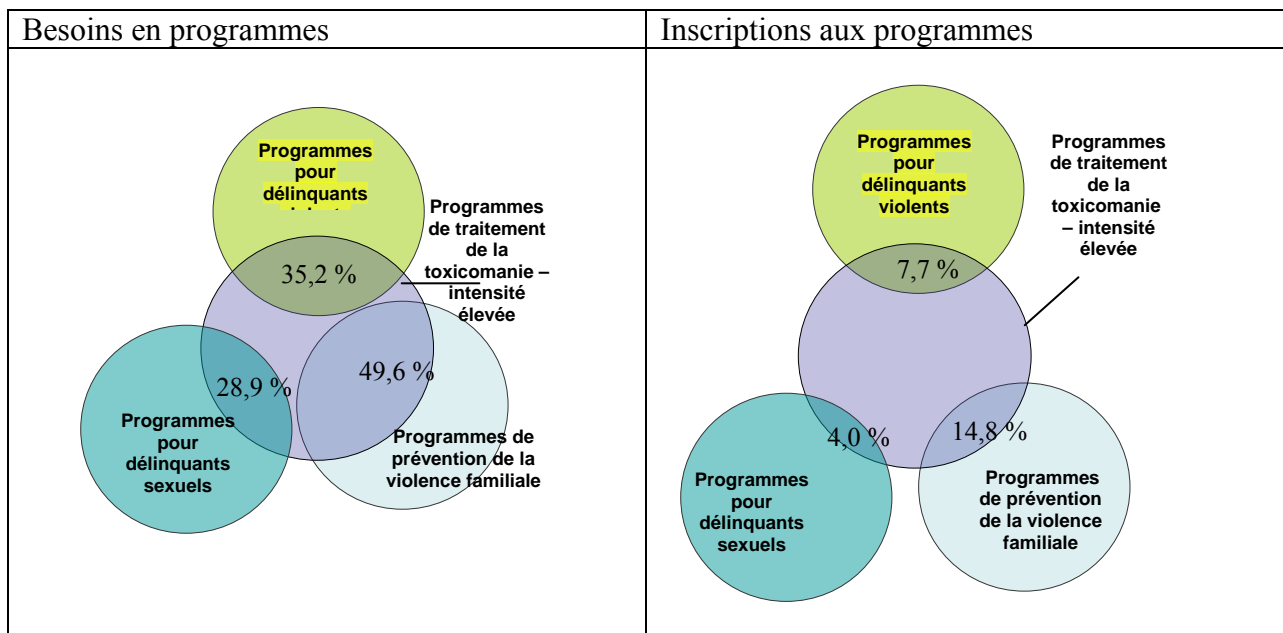 Besoins en programmes
Programmes
pour
délinquants
35,2 %
Programmes
de traitement
de la
toxicomanie –
intensité
élevée
28,9 %
49,6 %
Programmes
pour
délinquants
sexuels
Programmes de
prévention de la
violence familiale
Inscriptions aux programmes
Programmes
pour
délinquants
violents
Programmes
de traitement
de la
toxicomanie
– intensité
élevée
7,7 %
4,0 %
14,8 %
Programmes
pour
délinquants
sexuels
Programmes
de prévention
de la violence
familiale